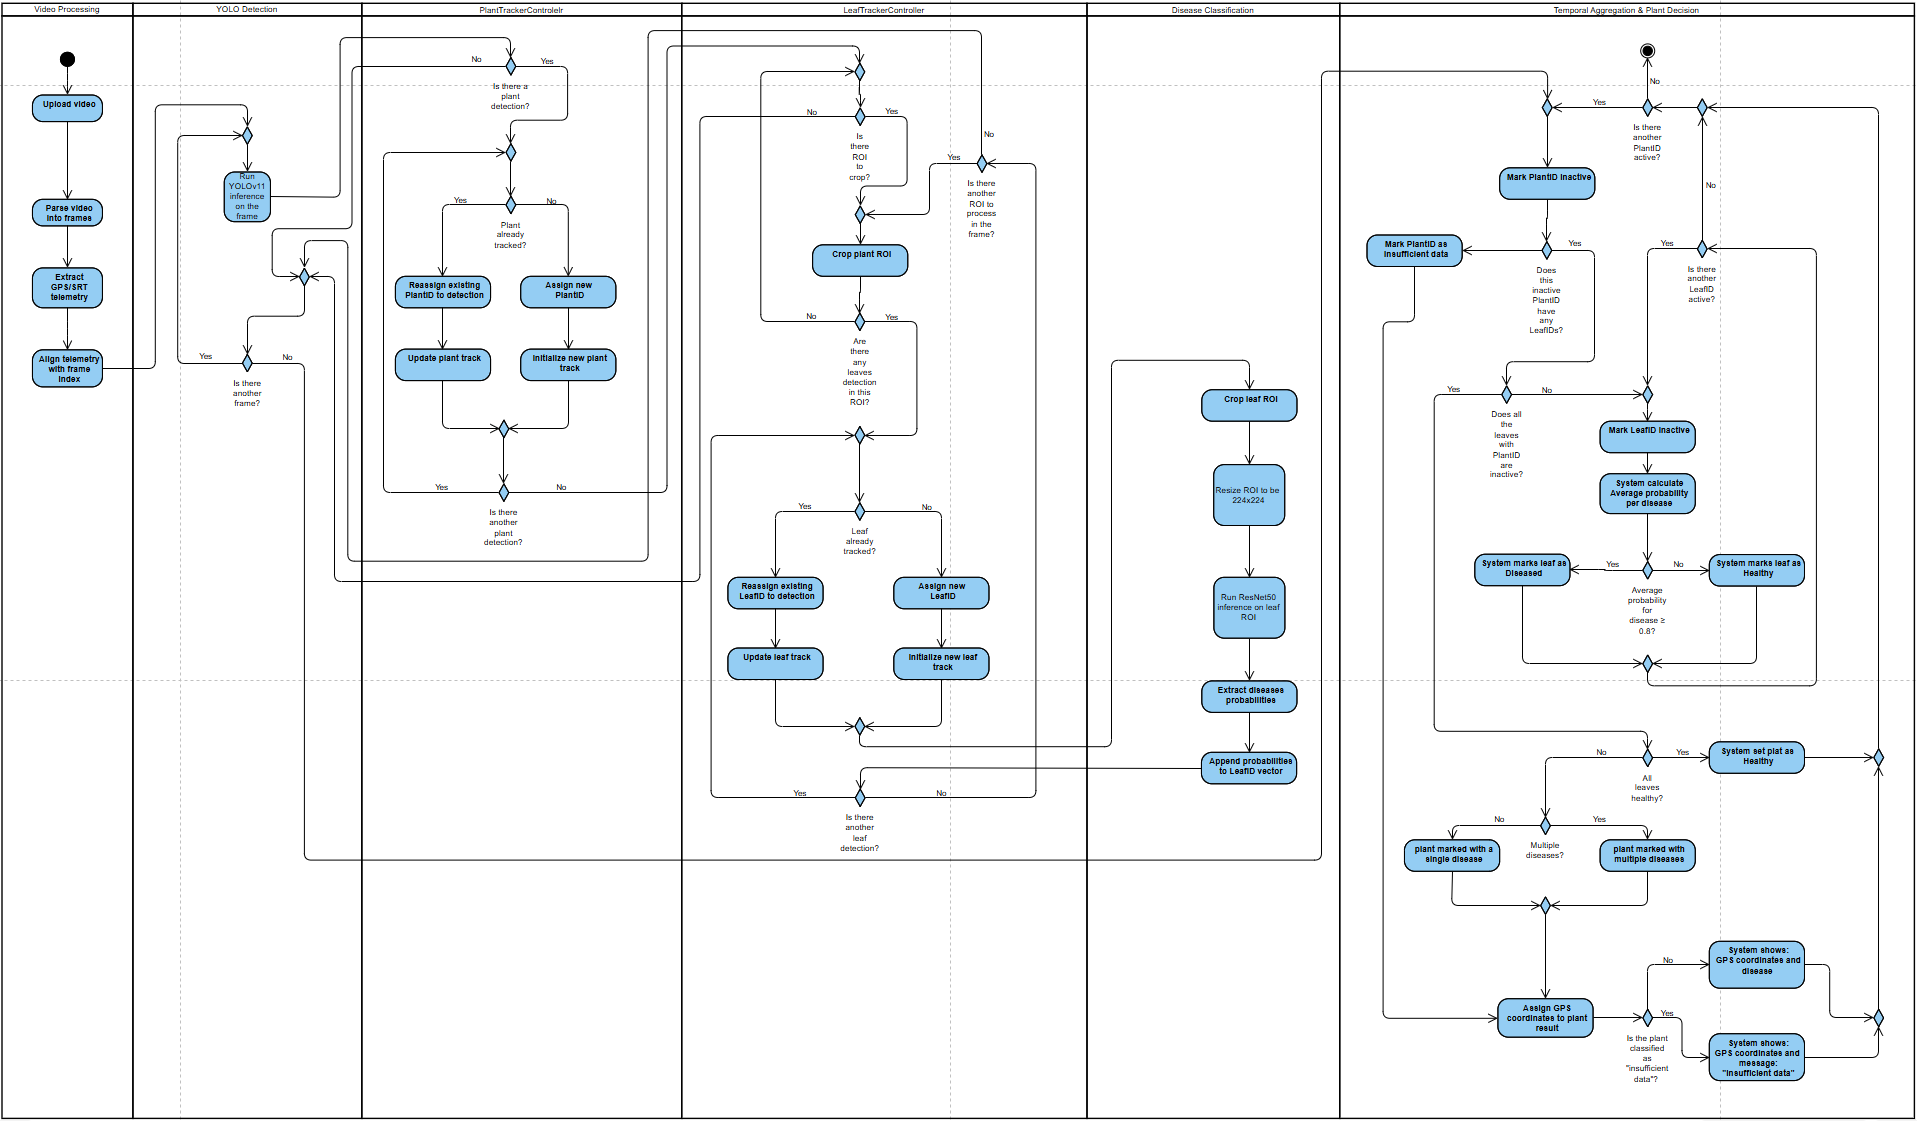 Video Processing
YOLO Detection
PlantTrackerControlelr
LeafTrackerController
Disease Classification
Temporal Aggregation & Plant Decision
Upload video
Parse video
into frames
Extract
GPS/SRT
telemetry
Align telemetry
with frame
index
Run
YOLOv11
inference
on the
frame
Yes
No
Is there
another
frame?
No
Yes
Is there a
plant
detection?
Yes
No
Plant
already
tracked?
Reassign existing
PlantID to detection
Assign new
PlantID
Update plant track
Initialize new plant
track
Yes
No
Is there
another
plant
detection?
No
Yes
Is
there
ROI
to
crop?
Yes
No
Is there
another
ROI to
process
in the
frame?
Crop plant ROI
No
Yes
Are
there
any
leaves
detection
in this
ROI?
Yes
No
Leaf
already
tracked?
Reassign existing
LeafID to detection
Assign new
LeafID
Update leaf track
Initialize new leaf
track
Yes
No
Is there
another
leaf
detection?
Crop leaf ROI
Resize ROI to be
224x224
Run ResNet50
inference on leaf
ROI
Extract diseases
probabilities
Append probabilities
to LeafID vector
No
Yes
Is there
another
PlantID
active?
Mark PlantID Inactive
No
Mark PlantID as
insufficient data
Yes
Does
this
inactive
PlantID
have
any
LeafIDs?
Yes
Is there
another
LeafID
active?
Yes
No
Does all
the
leaves
with
PlantID
are
inactive?
Mark LeafID Inactive
System calculate
Average probability
per disease
System marks leaf as
Diseased
Yes
No
System marks leaf as
Healthy
Average
probability
for
disease ≥
0.8?
No
Yes
All
leaves
healthy?
System set plat as
Healthy
No
Yes
Multiple
diseases?
plant marked with a
single disease
plant marked with
multiple diseases
Assign GPS
coordinates to plant
result
No
Yes
Is the plant
classified
as
"insufficient
data"?
System shows:
GPS coordinates and
disease
System shows:
GPS coordinates and
message:
"insufficient data"